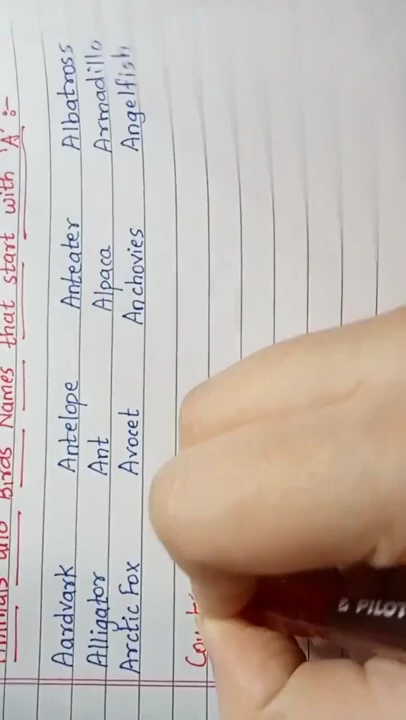 Animals and Birds Names that start with 'A' :-
Aardvark Antelope Anteater Albatross
Alligator Ant Alpaca Armadillo
Arctic Fox Avocet Anchovies Angelfish
PILOT